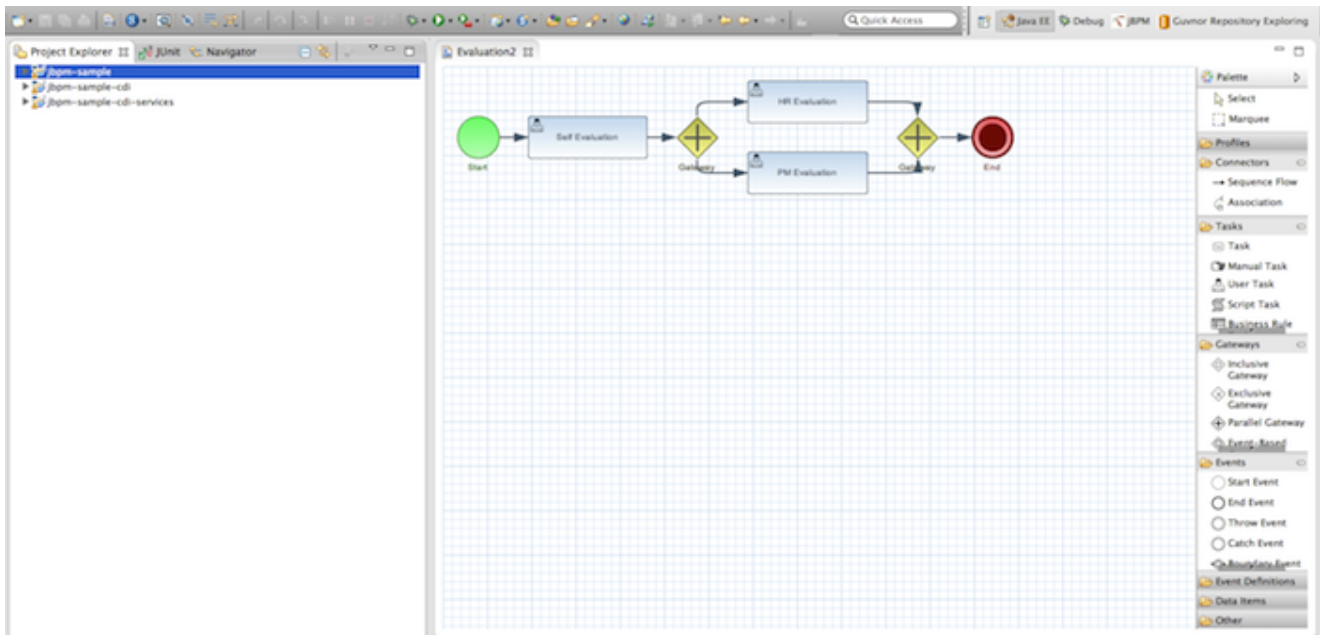 Quick Access
Java EE
Debug
jBPM
Guvnor Repository Exploring
Project Explorer
JUnit
Navigator
jbpm-sample
jbpm-sample-cdi
jbpm-sample-cdi-services
Evaluation2
Start
Self Evaluation
Gateway
HR Evaluation
PM Evaluation
Gateway
End
Palette
Select
Marquee
Profiles
Connectors
Sequence Flow
Association
Tasks
Task
Manual Task
User Task
Script Task
Business Rule
Gateways
Inclusive
Gateway
Exclusive
Gateway
Parallel Gateway
Event-Based
Events
Start Event
End Event
Throw Event
Catch Event
Boundary Event
Event Definitions
Data Items
Other